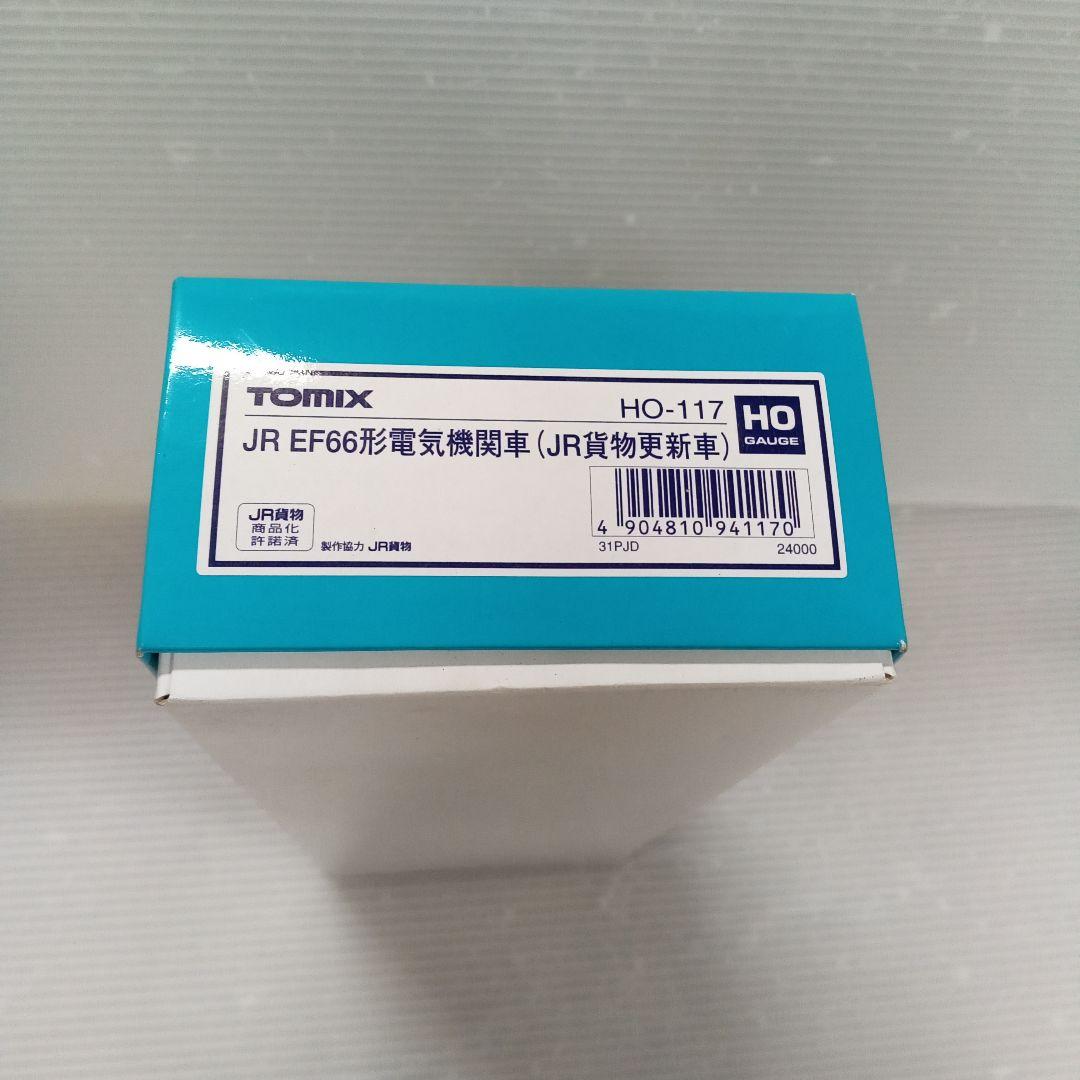 TOMIX
HO-117
HO
GAUGE
JR EF66形電気機関車(JR貨物更新車)
JR貨物
商品化
許諾済
製作協力 JR貨物
4 904810 941170
31PJD
24000